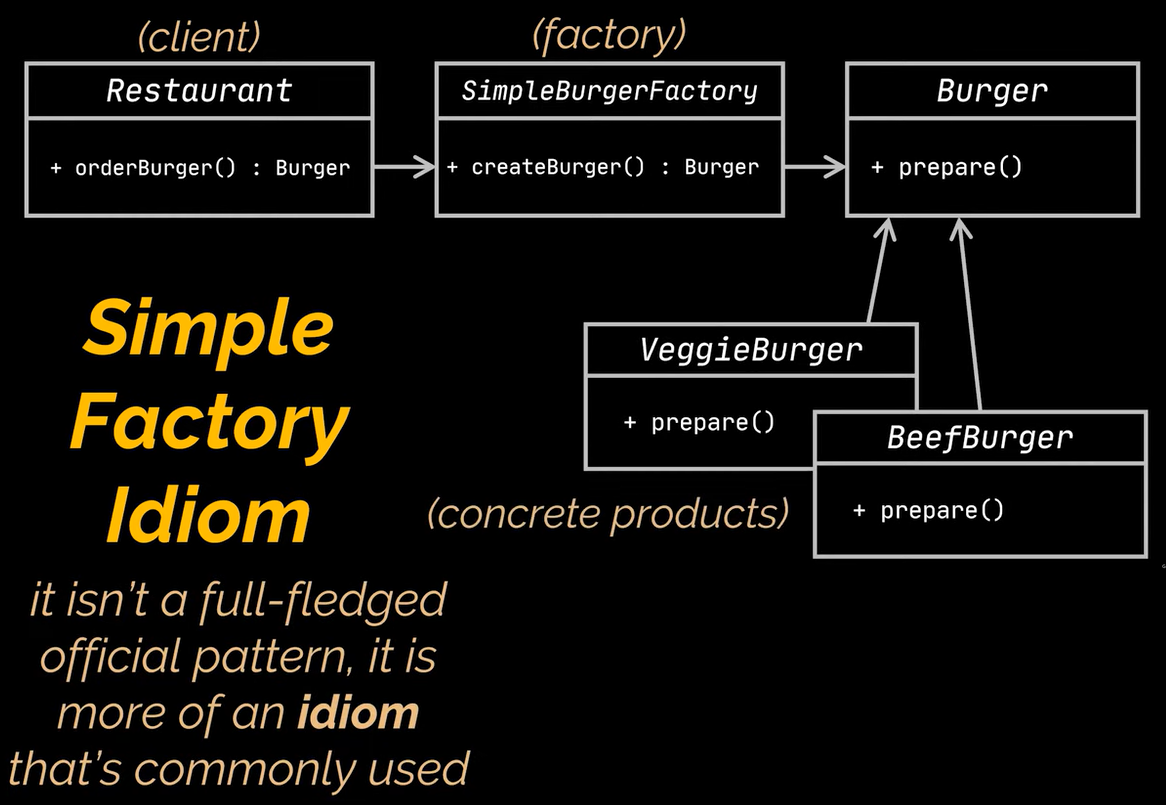 (client)
Restaurant
+ orderBurger() : Burger
(factory)
SimpleBurgerFactory
+ createBurger() : Burger
Burger
+ prepare()
VeggieBurger
+ prepare()
BeefBurger
+ prepare()
(concrete products)
Simple
Factory
Idiom
it isn't a full-fledged
official pattern, it is
more of an idiom
that's commonly used